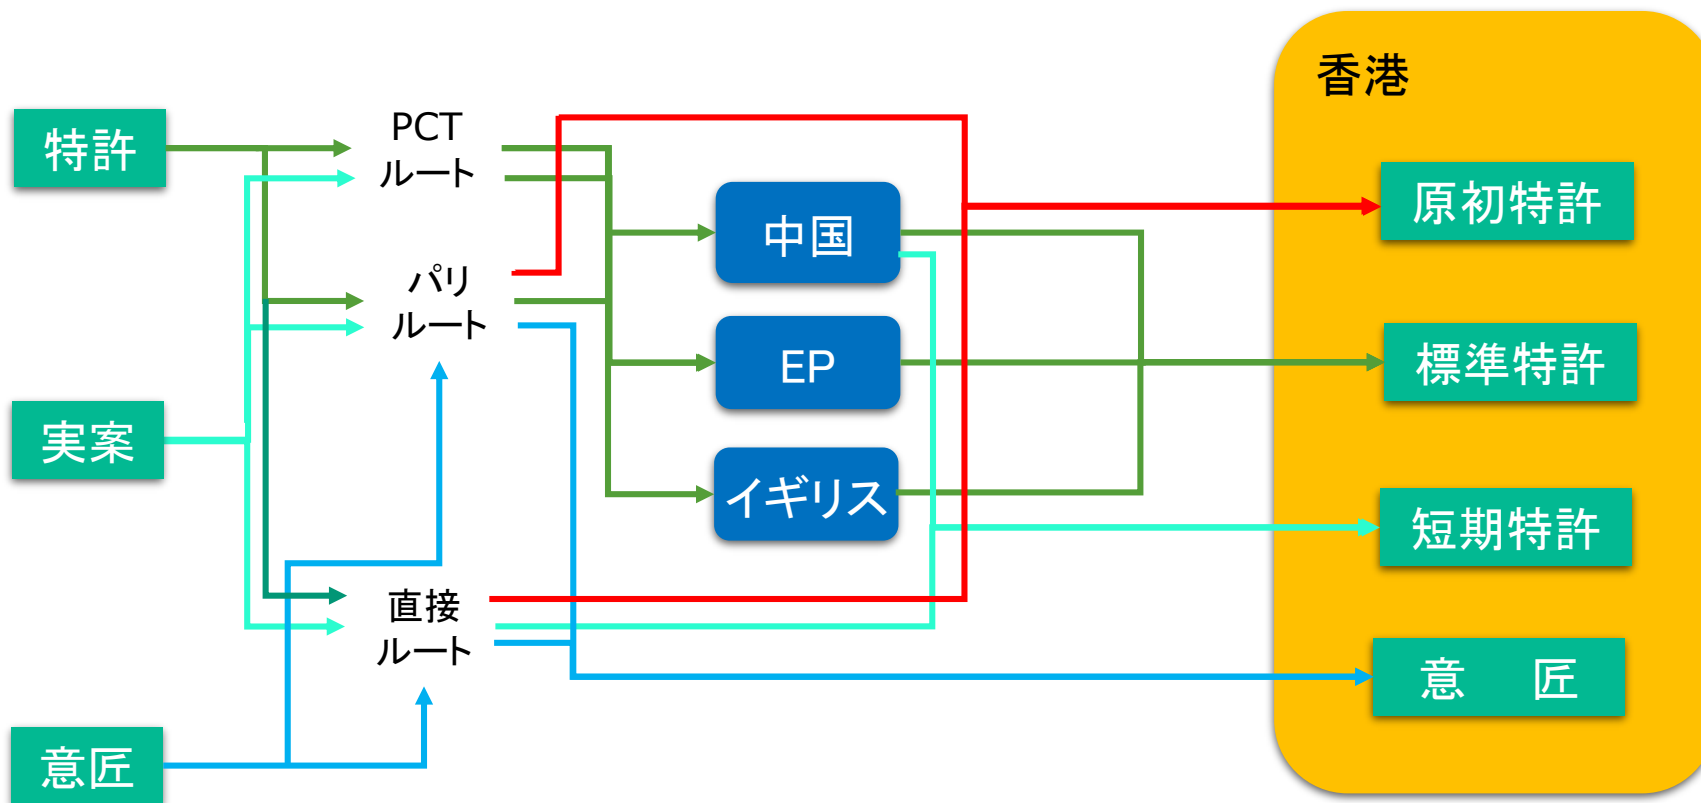 香港
特許
PCT
ルート
原初特許
中国
パリ
ルート
標準特許
EP
実案
イギリス
短期特許
直接
ルート
意　匠
意匠